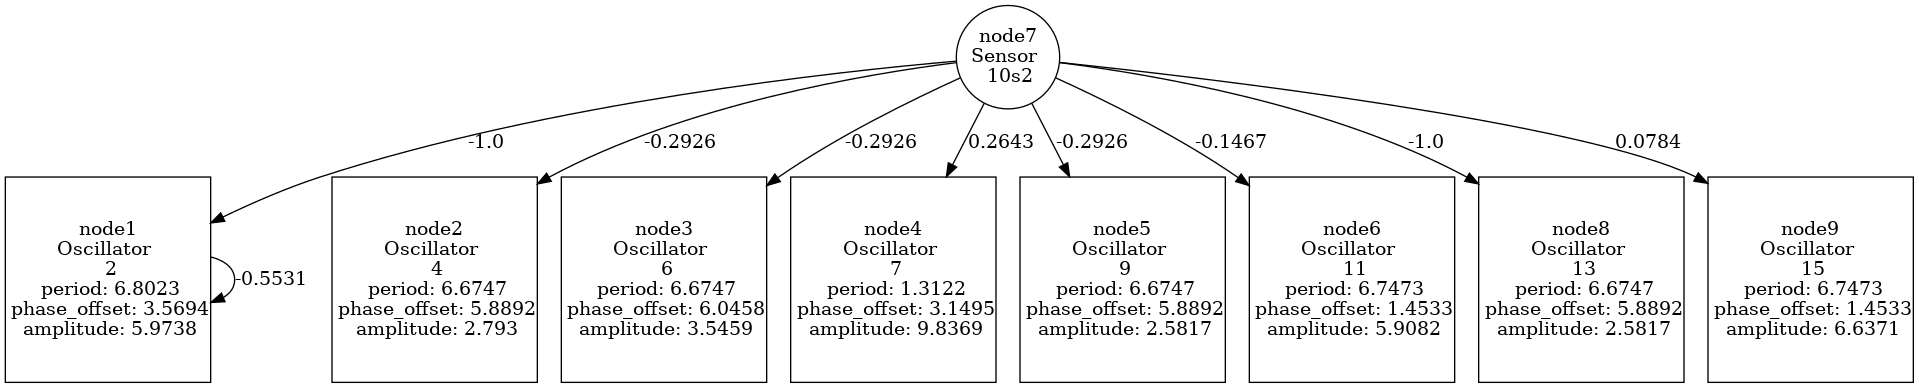 node7
Sensor
10s2
-1.0
-0.2926
-0.2926
0.2643
-0.2926
-0.1467
-1.0
0.0784
node1
Oscillator
2
period: 6.8023
phase_offset: 3.5694
amplitude: 5.9738
-0.5531
node2
Oscillator
4
period: 6.6747
phase_offset: 5.8892
amplitude: 2.793
node3
Oscillator
6
period: 6.6747
phase_offset: 6.0458
amplitude: 3.5459
node4
Oscillator
7
period: 1.3122
phase_offset: 3.1495
amplitude: 9.8369
node5
Oscillator
9
period: 6.6747
phase_offset: 5.8892
amplitude: 2.5817
node6
Oscillator
11
period: 6.7473
phase_offset: 1.4533
amplitude: 5.9082
node8
Oscillator
13
period: 6.6747
phase_offset: 5.8892
amplitude: 2.5817
node9
Oscillator
15
period: 6.7473
phase_offset: 1.4533
amplitude: 6.6371